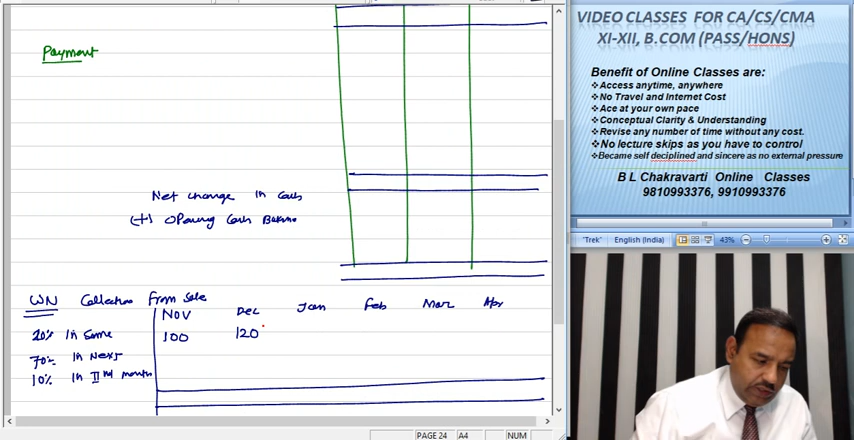 VIDEO CLASSES FOR CA/CS/CMA
XI-XII, B.COM (PASS/HONS)
Benefit of Online Classes are:
❖Access anytime, anywhere
❖No Travel and Internet Cost
❖Ace at your own pace
❖Conceptual Clarity & Understanding
❖Revise any number of time without any cost.
❖No lecture skips as you have to control
❖Became self deciplined and sincere as no external pressure
B L Chakravarti Online Classes
9810993376, 9910993376
"Trek" English (India) 43%
Payment
Net change in Cash
(+) Opening Cash Balance
WN Collection From Sale
NOV Dec Jan Feb Mar Apr
20% In Same 100 120
70% In Next
10% In IInd month
PAGE 24 A4 NUM